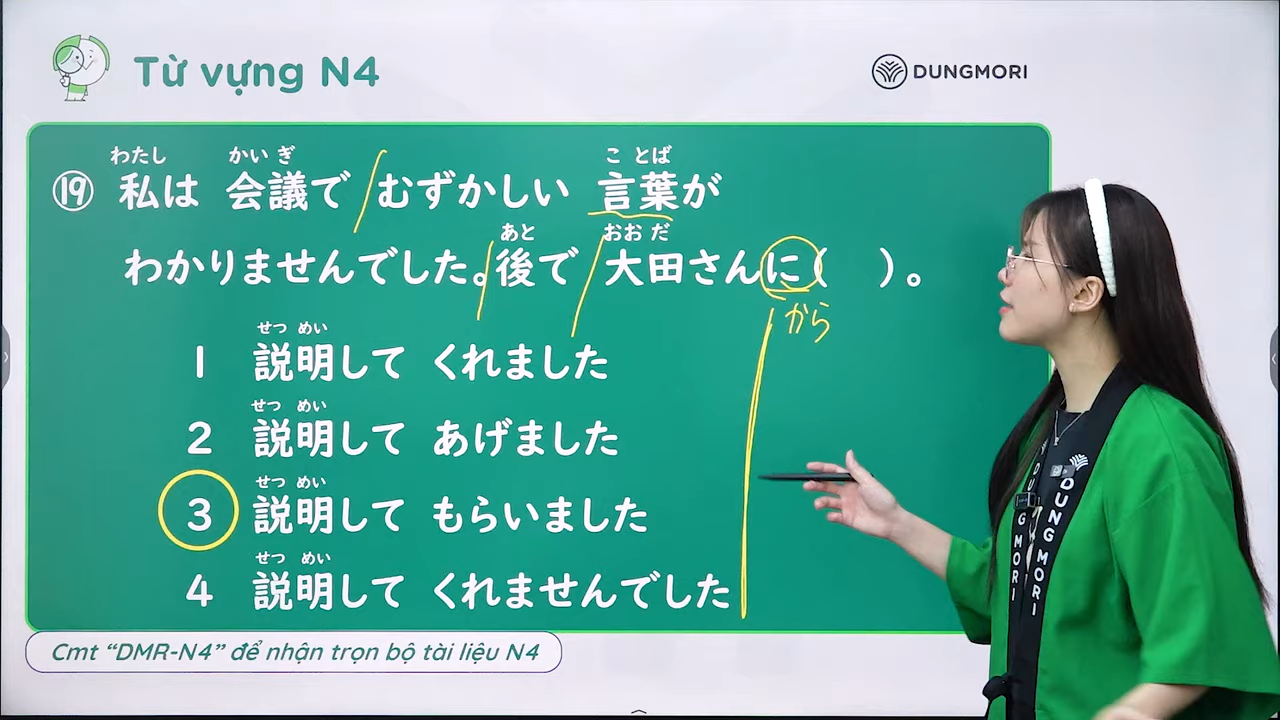 Từ vựng N4
DUNGMORI
わたし かいぎ ことば
⑲ 私は 会議で むずかしい 言葉が
あと おおだ
わかりませんでした。後で 大田さんに( )。
から
せつ めい
1 説明して くれました
せつ めい
2 説明して あげました
せつ めい
3 説明して もらいました
せつ めい
4 説明して くれませんでした
Cmt “DMR-N4” để nhận trọn bộ tài liệu N4
DUNGMORI
DUNGMORI